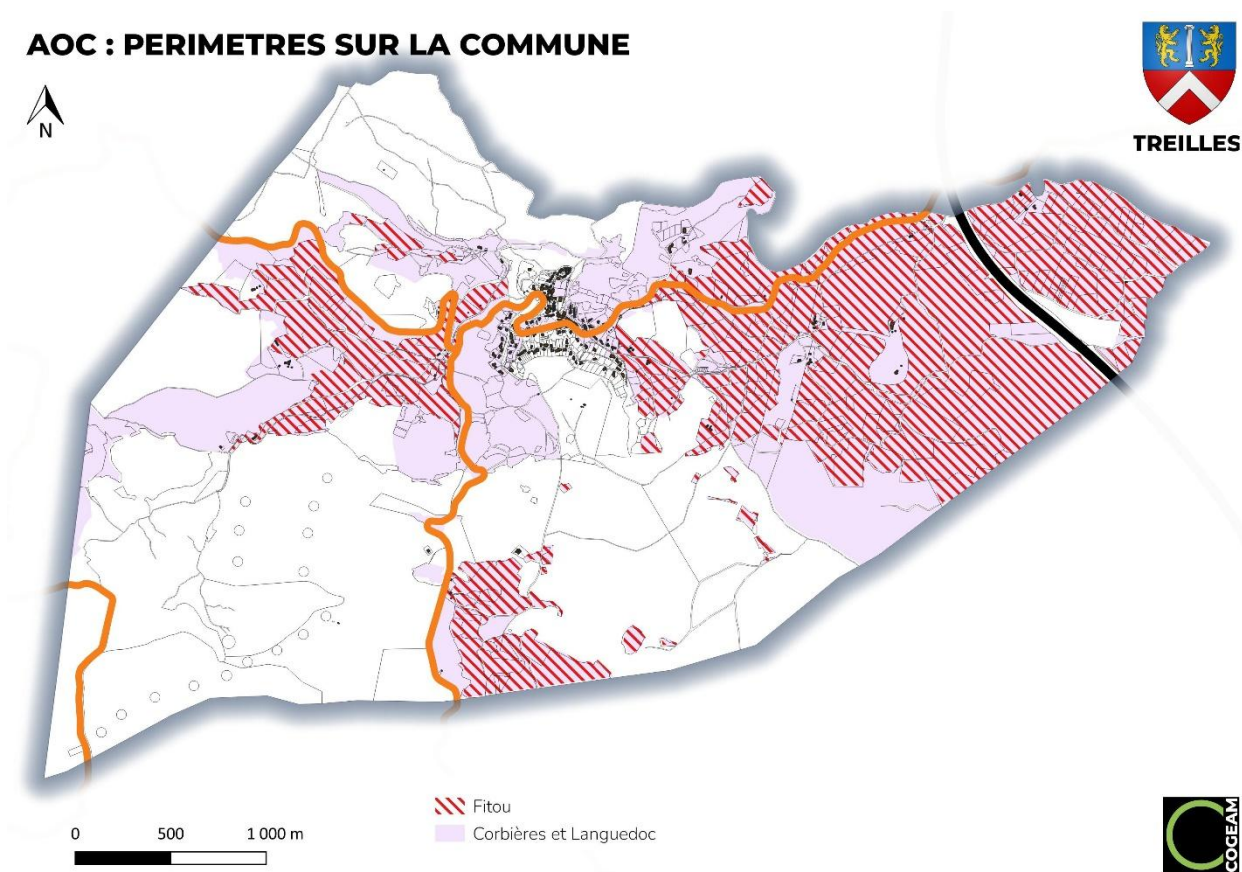 AOC : PERIMETRES SUR LA COMMUNE
N
TREILLES
Fitou
Corbières et Languedoc
0 500 1 000 m
COGEAM